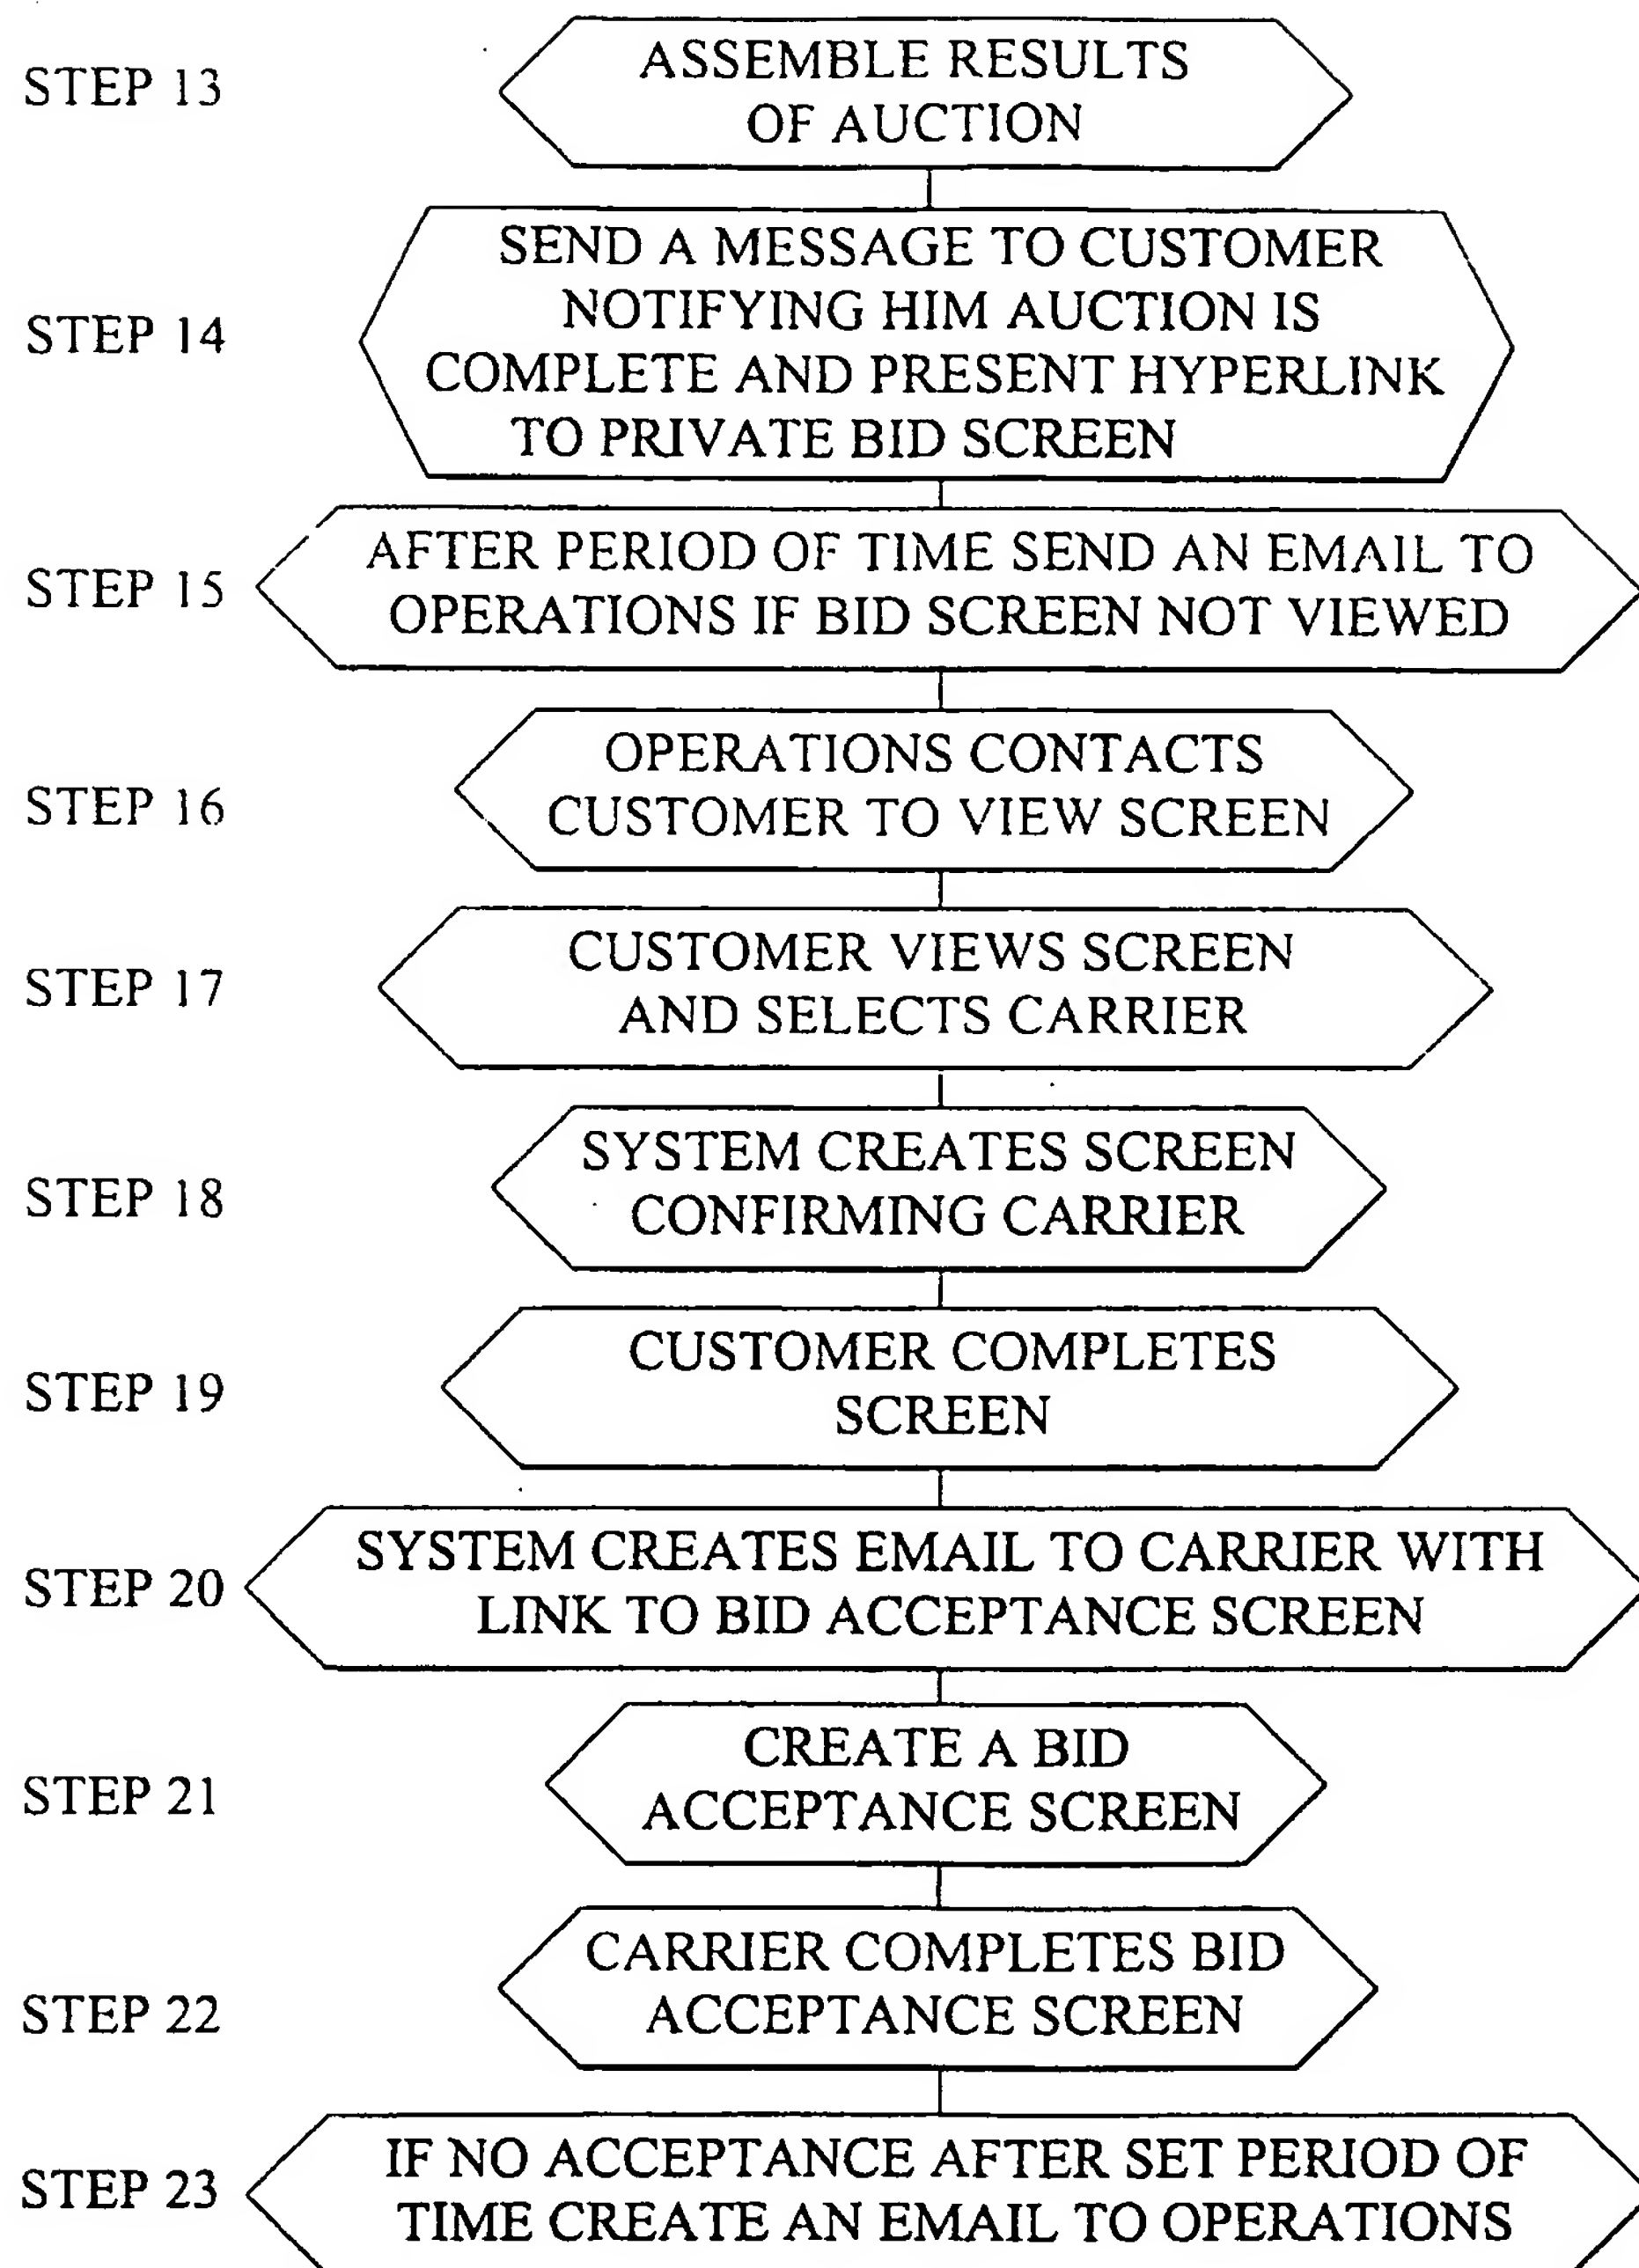 STEP 13
ASSEMBLE RESULTS
OF AUCTION
STEP 14
SEND A MESSAGE TO CUSTOMER
NOTIFYING HIM AUCTION IS
COMPLETE AND PRESENT HYPERLINK
TO PRIVATE BID SCREEN
STEP 15
AFTER PERIOD OF TIME SEND AN EMAIL TO
OPERATIONS IF BID SCREEN NOT VIEWED
STEP 16
OPERATIONS CONTACTS
CUSTOMER TO VIEW SCREEN
STEP 17
CUSTOMER VIEWS SCREEN
AND SELECTS CARRIER
STEP 18
SYSTEM CREATES SCREEN
CONFIRMING CARRIER
STEP 19
CUSTOMER COMPLETES
SCREEN
STEP 20
SYSTEM CREATES EMAIL TO CARRIER WITH
LINK TO BID ACCEPTANCE SCREEN
STEP 21
CREATE A BID
ACCEPTANCE SCREEN
STEP 22
CARRIER COMPLETES BID
ACCEPTANCE SCREEN
STEP 23
IF NO ACCEPTANCE AFTER SET PERIOD OF
TIME CREATE AN EMAIL TO OPERATIONS